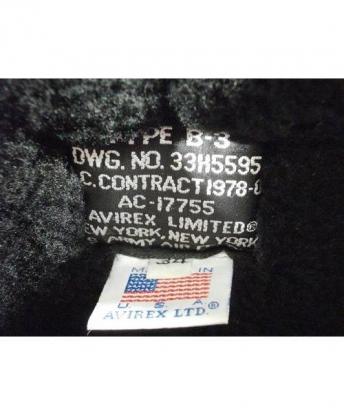 TYPE B-3
DWG. NO. 33H5595
C. CONTRACT 1978-
AC-17755
AVIREX LIMITED®
NEW YORK, NEW YORK
ARMY AIR
34
M. IN
U S A
AVIREX LTD.®